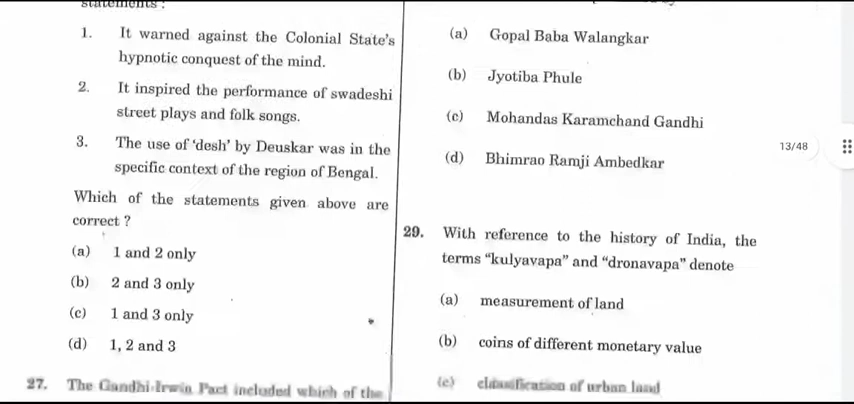 statements :
1. It warned against the Colonial State's
hypnotic conquest of the mind.
2. It inspired the performance of swadeshi
street plays and folk songs.
3. The use of 'desh' by Deuskar was in the
specific context of the region of Bengal.
Which of the statements given above are
correct ?
(a) 1 and 2 only
(b) 2 and 3 only
(c) 1 and 3 only
(d) 1, 2 and 3
27. The Gandhi-Irwin Pact included which of the
(a) Gopal Baba Walangkar
(b) Jyotiba Phule
(c) Mohandas Karamchand Gandhi
(d) Bhimrao Ramji Ambedkar
29. With reference to the history of India, the
terms “kulyavapa” and “dronavapa” denote
(a) measurement of land
(b) coins of different monetary value
(c) classification of urban land
13/48